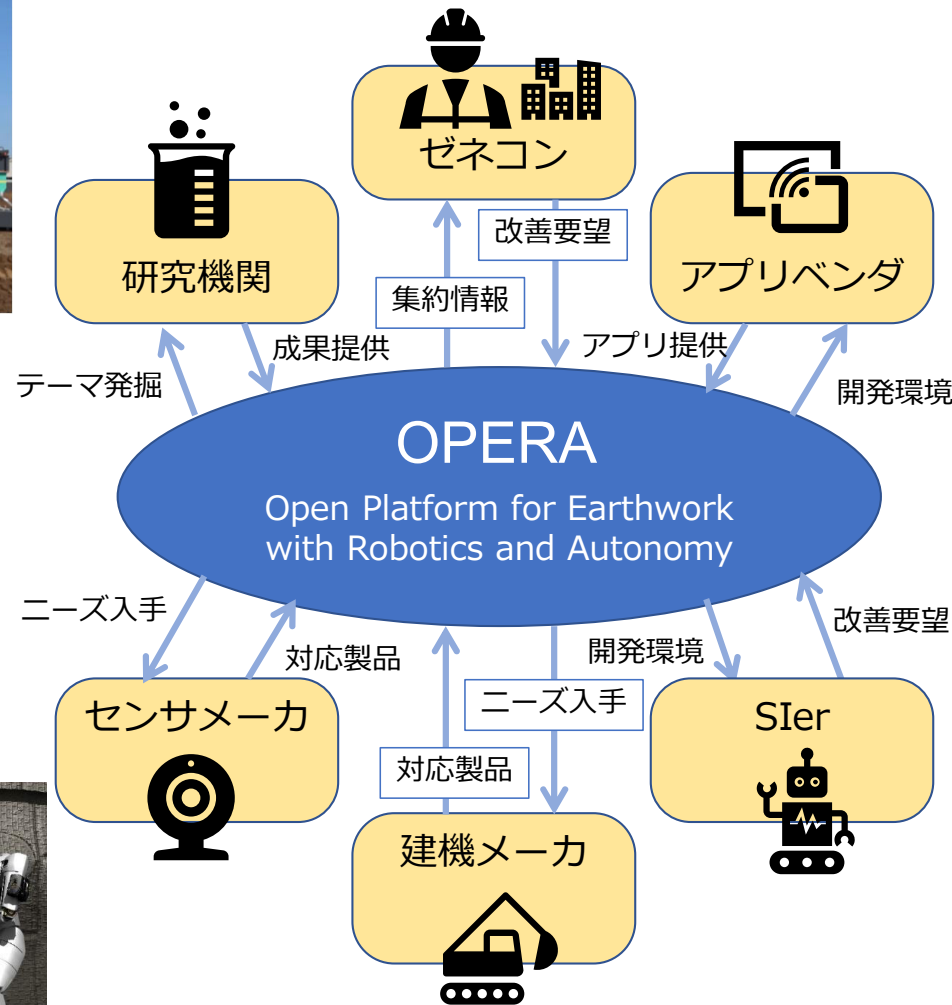 ゼネコン
研究機関
アプリベンダ
改善要望
集約情報
成果提供
アプリ提供
テーマ発掘
開発環境
OPERA
Open Platform for Earthwork
with Robotics and Autonomy
ニーズ入手
対応製品
開発環境
改善要望
センサメーカ
ニーズ入手
SIer
対応製品
建機メーカ